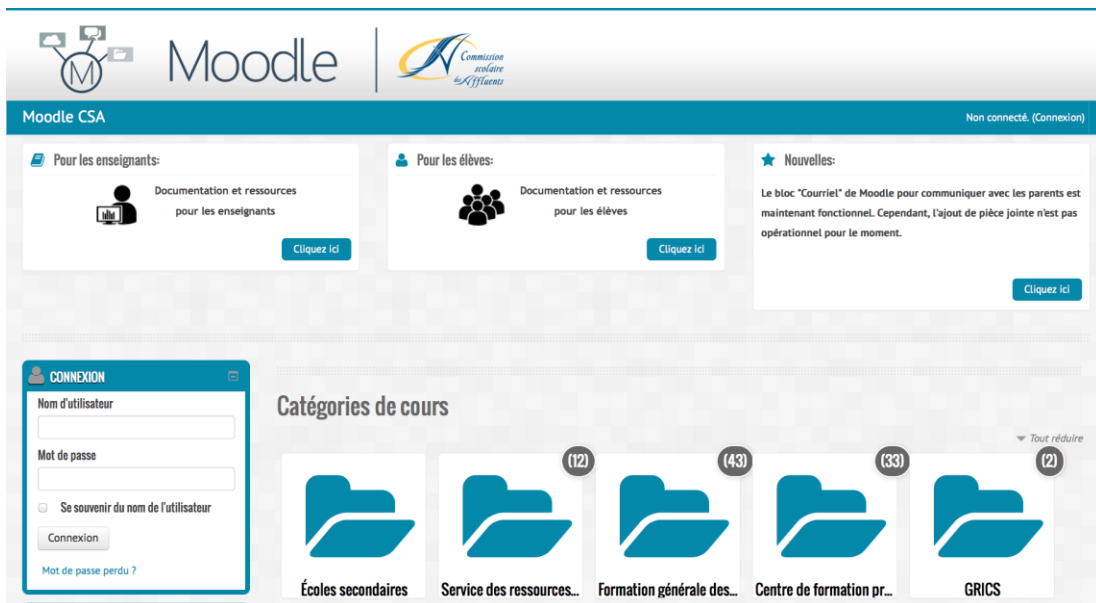 M
Moodle
Commission
scolaire
des Affluents
Moodle CSA
Non connecté. (Connexion)
Pour les enseignants:
Documentation et ressources
pour les enseignants
Cliquez ici
Pour les élèves:
Documentation et ressources
pour les élèves
Cliquez ici
Nouvelles:
Le bloc "Courriel" de Moodle pour communiquer avec les parents est
maintenant fonctionnel. Cependant, l'ajout de pièce jointe n'est pas
opérationnel pour le moment.
Cliquez ici
CONNEXION
Nom d'utilisateur
Mot de passe
Se souvenir du nom de l'utilisateur
Connexion
Mot de passe perdu ?
Catégories de cours
Tout réduire
Écoles secondaires
(12)
Service des ressources...
(43)
Formation générale des...
(33)
Centre de formation pr...
(2)
GRICS